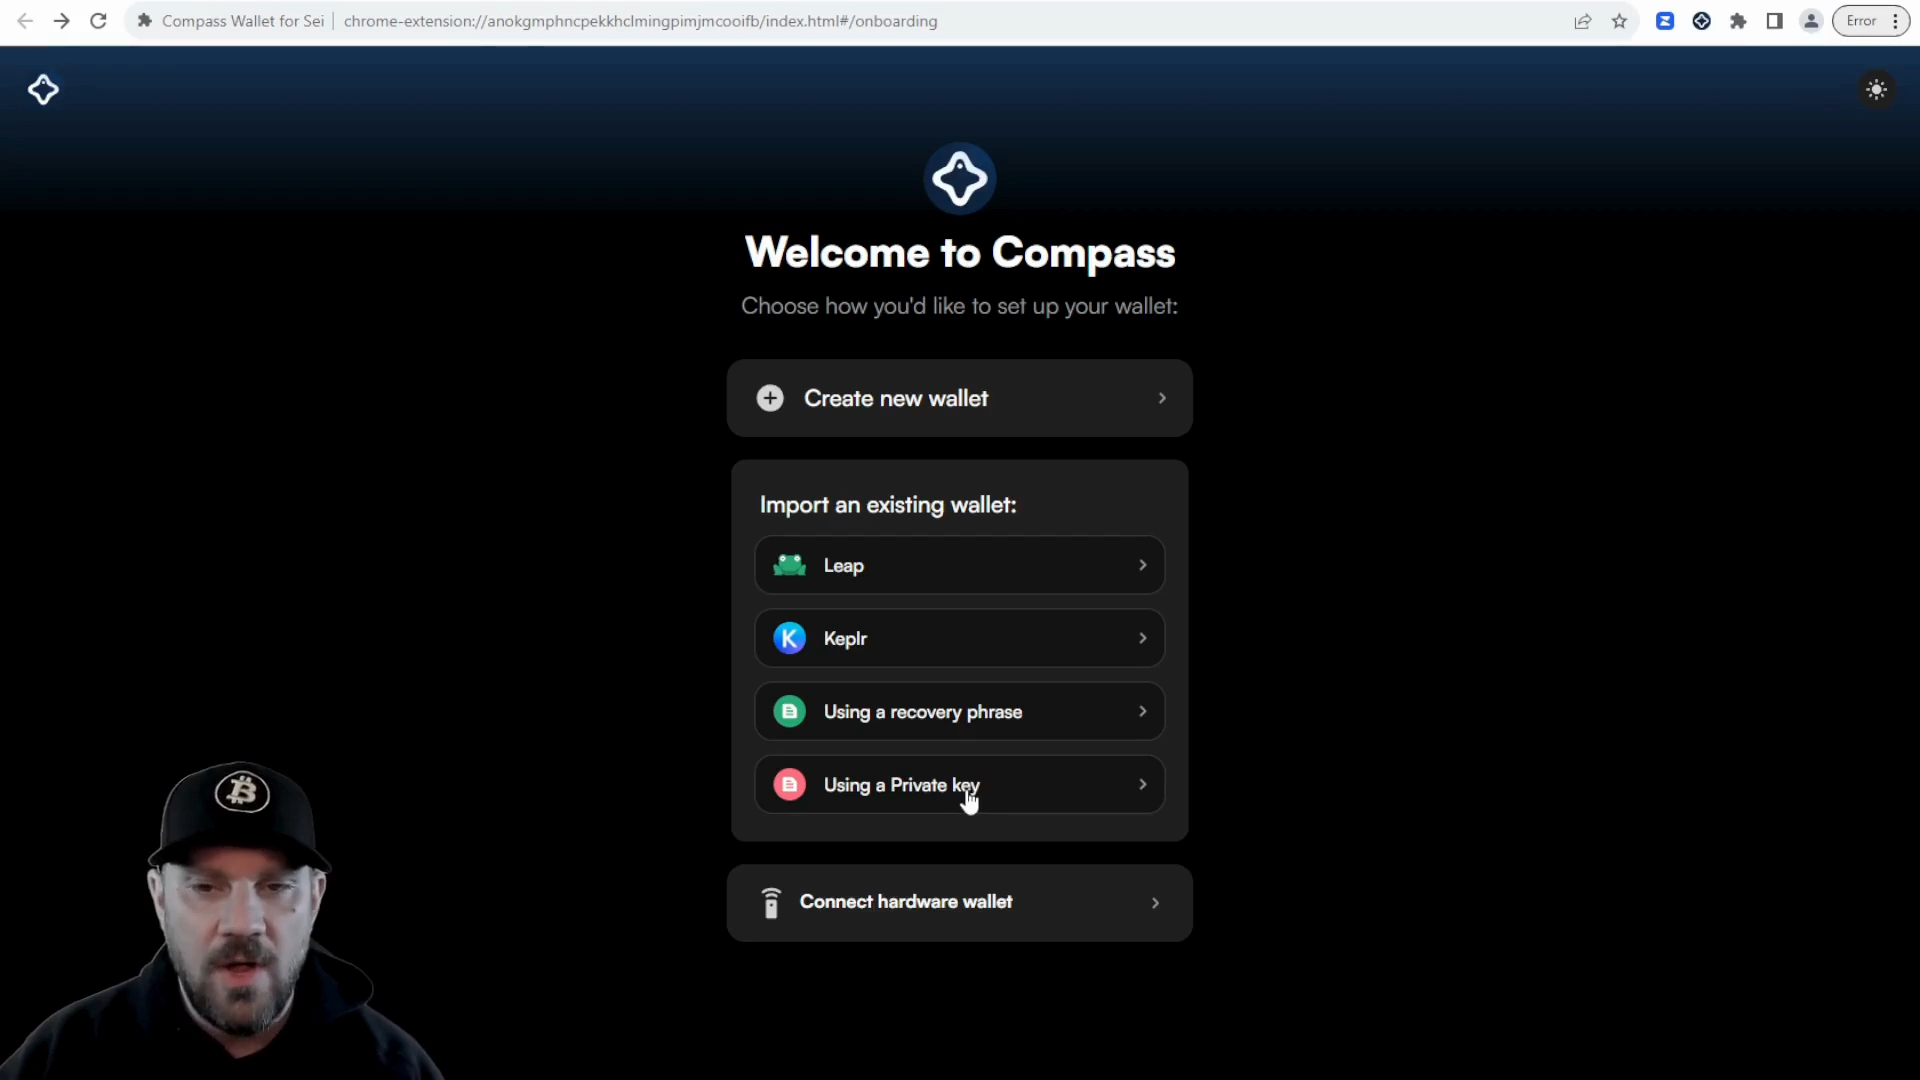 Compass Wallet for Sei | chrome-extension://anokgmphncpekkhclmingpimjmcooifb/index.html#/onboarding
Error
Welcome to Compass
Choose how you'd like to set up your wallet:
Create new wallet
Import an existing wallet:
Leap
K
Keplr
Using a recovery phrase
Using a Private key
Connect hardware wallet